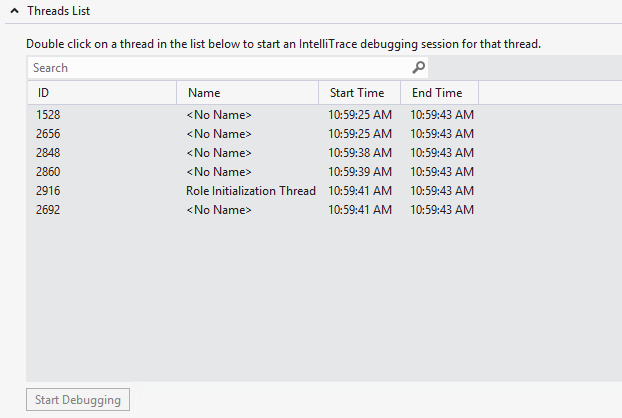 Threads List
Double click on a thread in the list below to start an IntelliTrace debugging session for that thread.
Search
ID Name Start Time End Time
1528 <No Name> 10:59:25 AM 10:59:43 AM
2656 <No Name> 10:59:25 AM 10:59:43 AM
2848 <No Name> 10:59:38 AM 10:59:43 AM
2860 <No Name> 10:59:39 AM 10:59:43 AM
2916 Role Initialization Thread 10:59:41 AM 10:59:43 AM
2692 <No Name> 10:59:41 AM 10:59:43 AM
Start Debugging